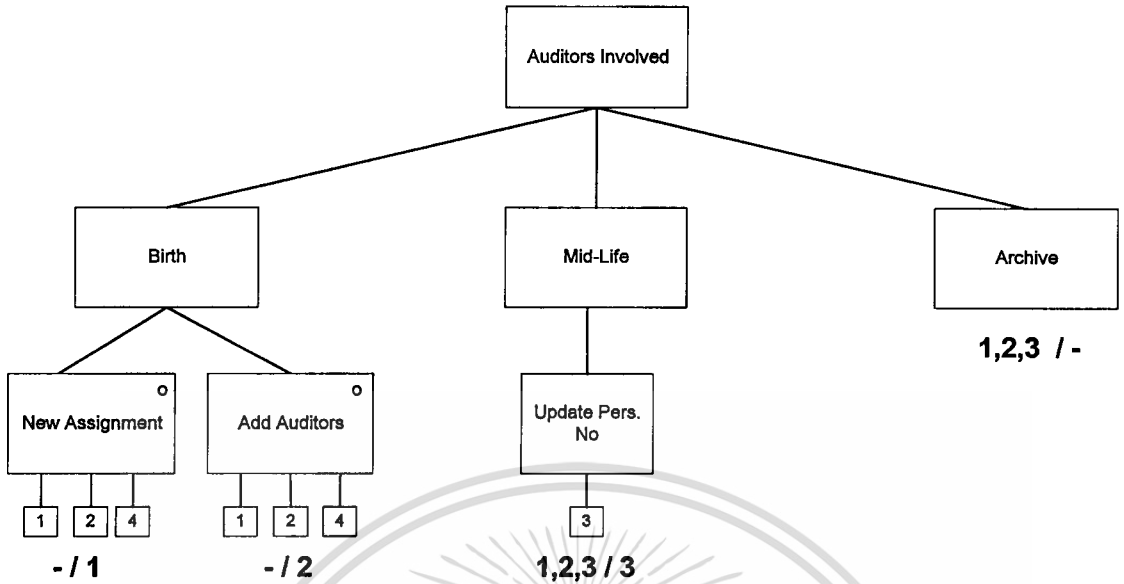 Auditors Involved
Birth
Mid-Life
Archive
1,2,3 / -
New Assignment
o
Add Auditors
o
Update Pers.
No
1 2 4
1 2 4
3
- / 1
- / 2
1,2,3 / 3